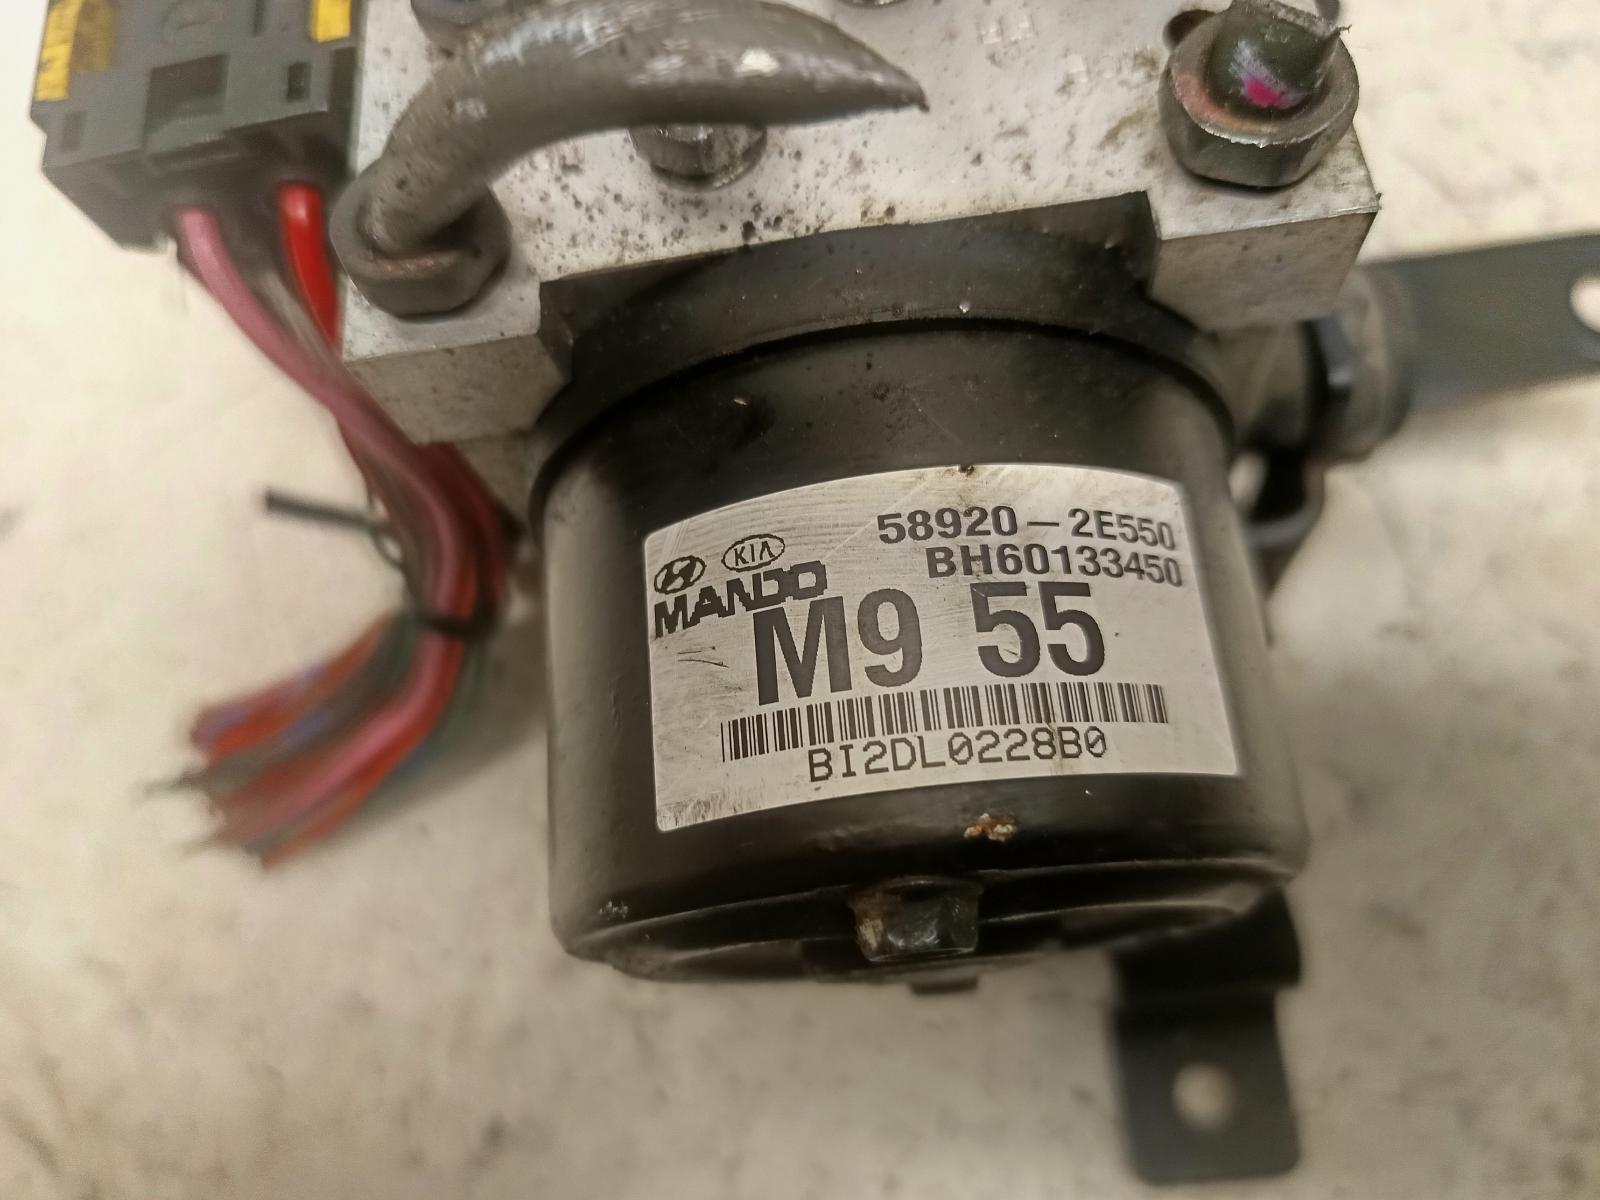 58920-2E550
KIA
BH60133450
MANDO
M9 55
BI2DL0228B0